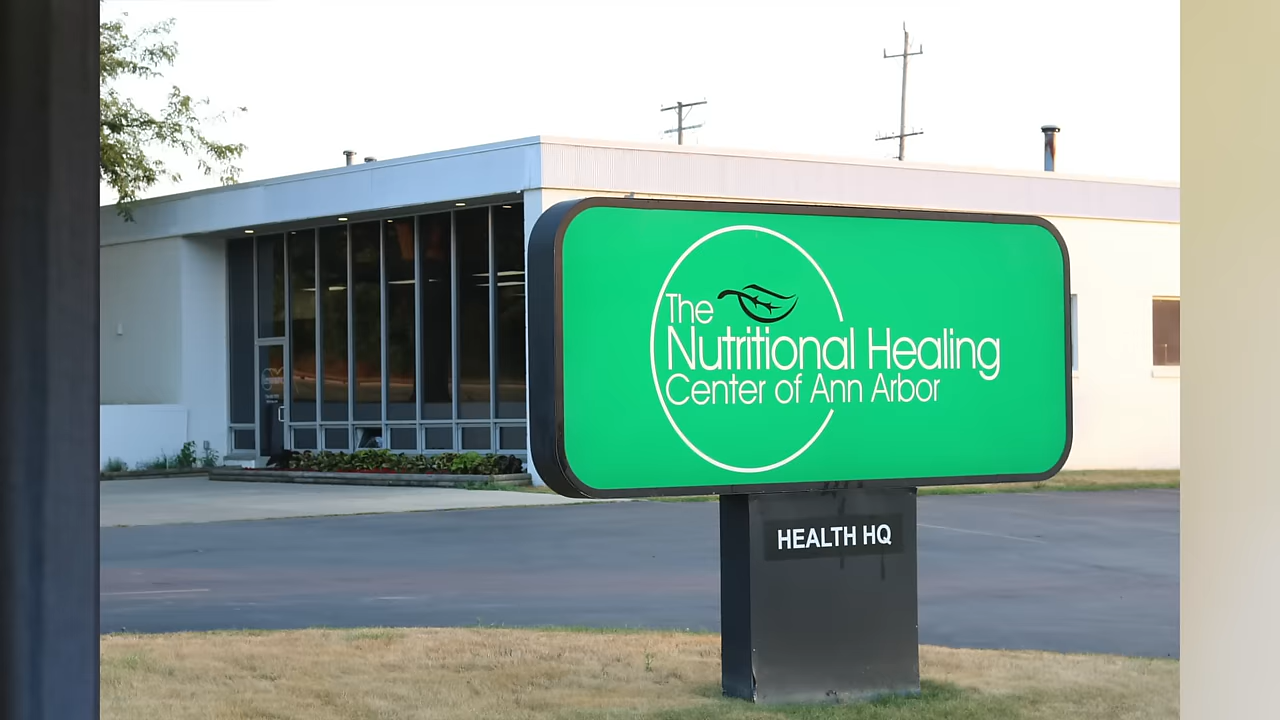 The
Nutritional Healing
Center of Ann Arbor
HEALTH HQ